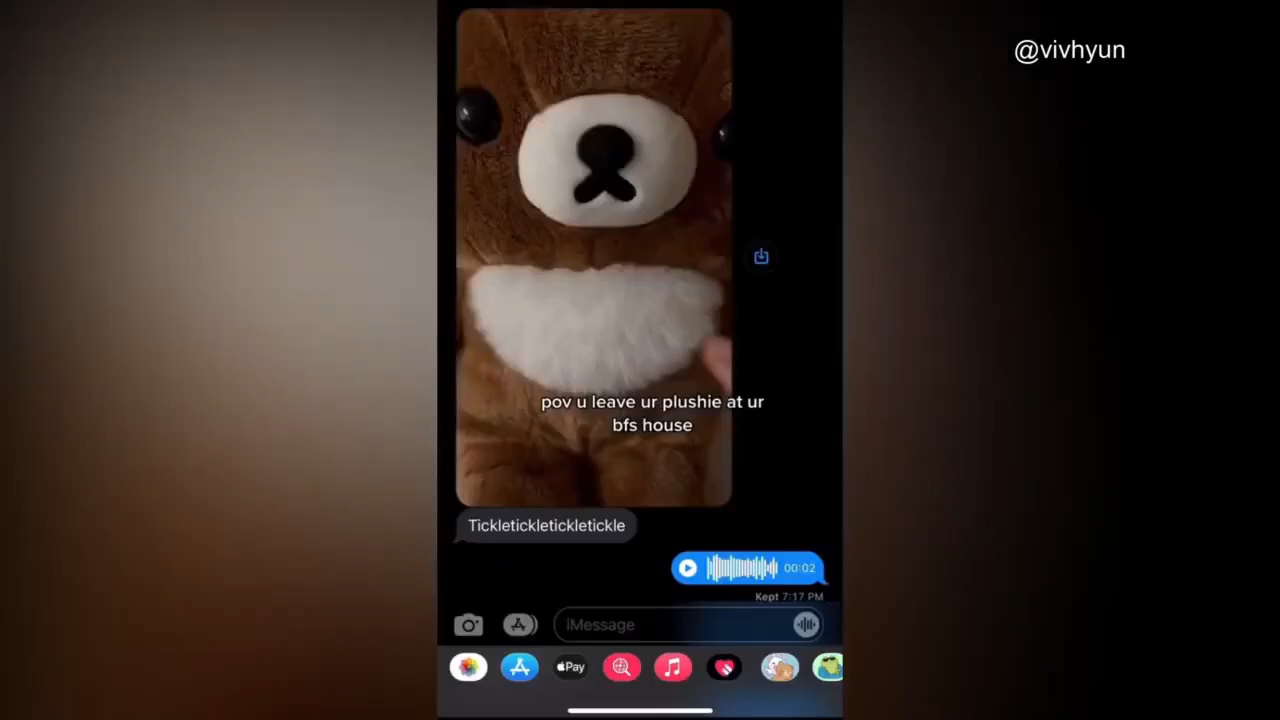 @vivhyun
pov u leave ur plushie at ur
bfs house
Tickletickletickletickle
00:02
Kept 7:17 PM
iMessage
Pay